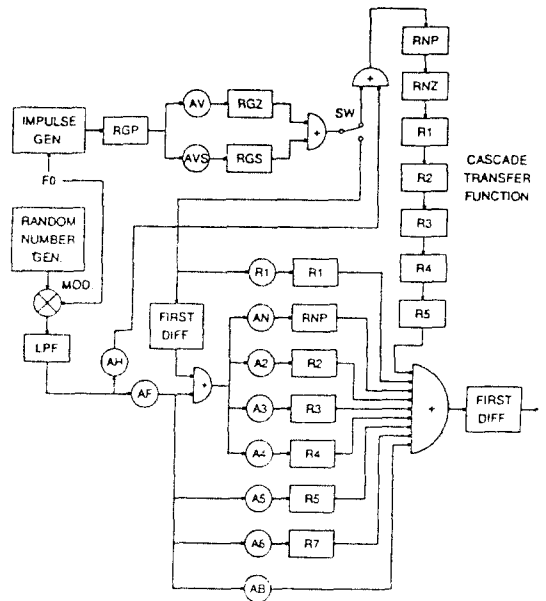 RNP
RNZ
R1
R2
R3
R4
R5
CASCADE
TRANSFER
FUNCTION
SW
+
AV
RGZ
IMPULSE
GEN
RGP
+
AVS
RGS
F0
RANDOM
NUMBER
GEN.
MOD.
LPF
AH
AF
FIRST
DIFF
+
R1
R1
AN
RNP
A2
R2
A3
R3
A4
R4
A5
R5
A6
R7
AB
+
FIRST
DIFF